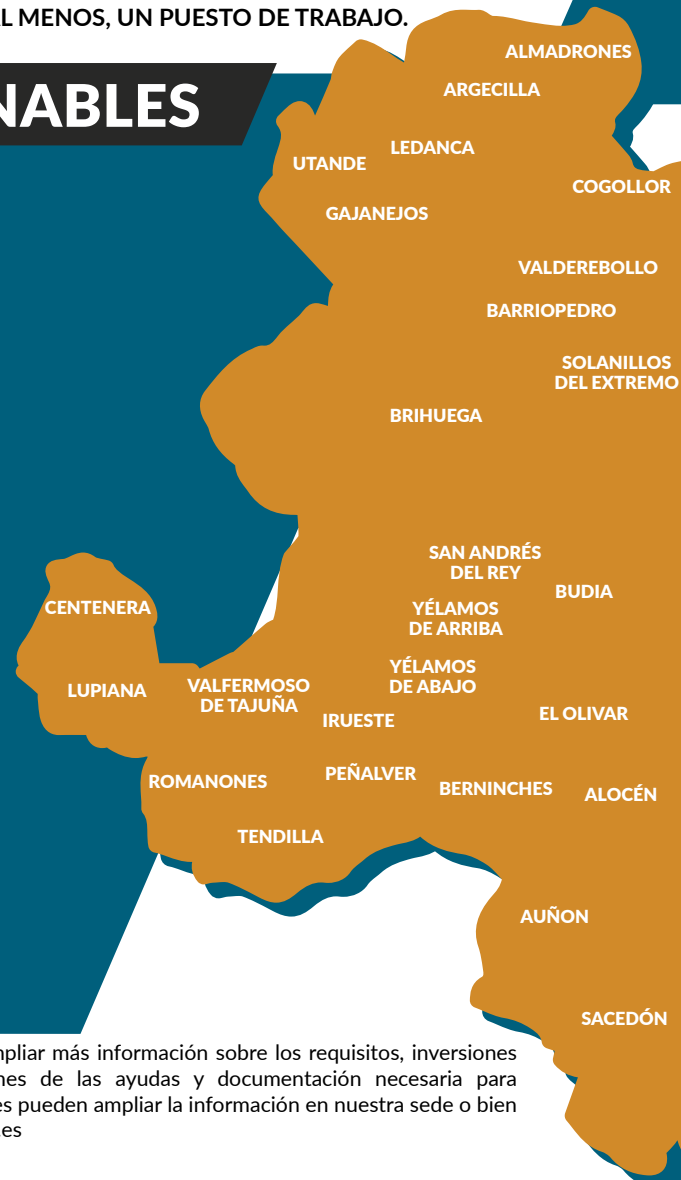 AL MENOS, UN PUESTO DE TRABAJO.
NABLES
ALMADRONES
ARGECILLA
LEDANCA
UTANDE
COGOLLOR
GAJANEJOS
VALDEREBOLLO
BARRIOPEDRO
SOLANILLOS
DEL EXTREMO
BRIHUEGA
SAN ANDRÉS
DEL REY
BUDIA
CENTENERA
YÉLAMOS
DE ARRIBA
YÉLAMOS
DE ABAJO
LUPIANA
VALFERMOSO
DE TAJUÑA
IRUESTE
EL OLIVAR
ROMANONES
PEÑALVER
BERNINCHES
ALOCÉN
TENDILLA
AUÑON
SACEDÓN
mpliar más información sobre los requisitos, inversiones
nes de las ayudas y documentación necesaria para
es pueden ampliar la información en nuestra sede o bien
.es